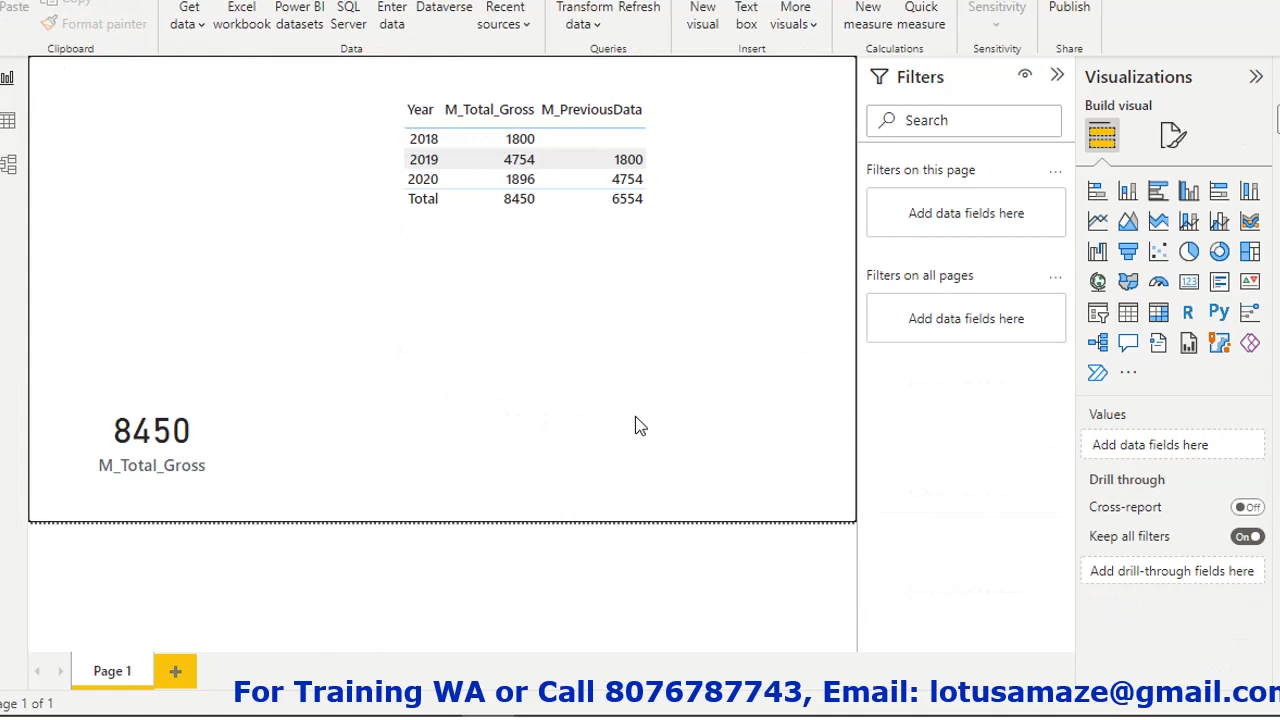 Paste
Copy
Format painter
Clipboard
Get data
Excel workbook
Power BI datasets
SQL Server
Enter data
Dataverse
Recent sources
Data
Transform data
Refresh
Queries
New visual
Text box
More visuals
Insert
New measure
Quick measure
Calculations
Sensitivity
Sensitivity
Publish
Share
Year M_Total_Gross M_PreviousData
2018 1800
2019 4754 1800
2020 1896 4754
Total 8450 6554
8450
M_Total_Gross
Filters
Search
Filters on this page ...
Add data fields here
Filters on all pages ...
Add data fields here
Visualizations
Build visual
123
R
Py
...
Values
Add data fields here
Drill through
Cross-report Off
Keep all filters On
Add drill-through fields here
Page 1
age 1 of 1
For Training WA or Call 8076787743, Email: lotusamaze@gmail.co